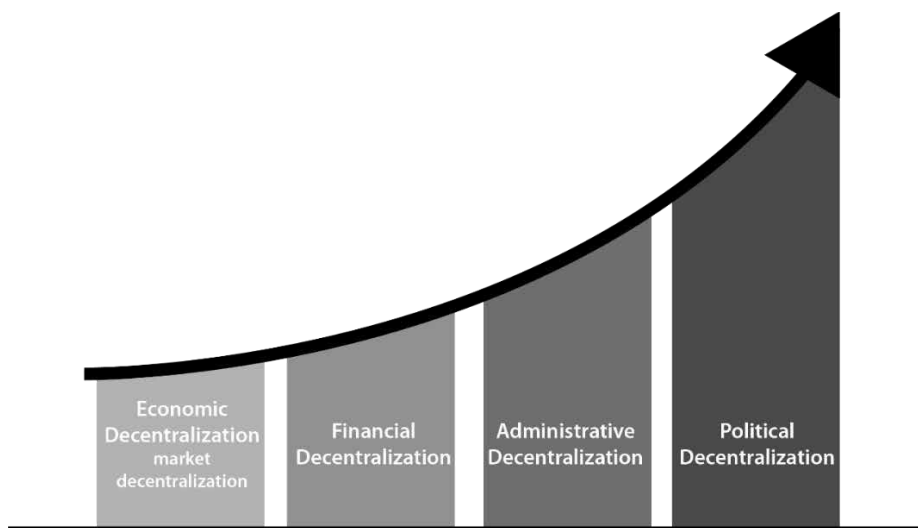 Economic
Decentralization
market
decentralization
Financial
Decentralization
Administrative
Decentralization
Political
Decentralization